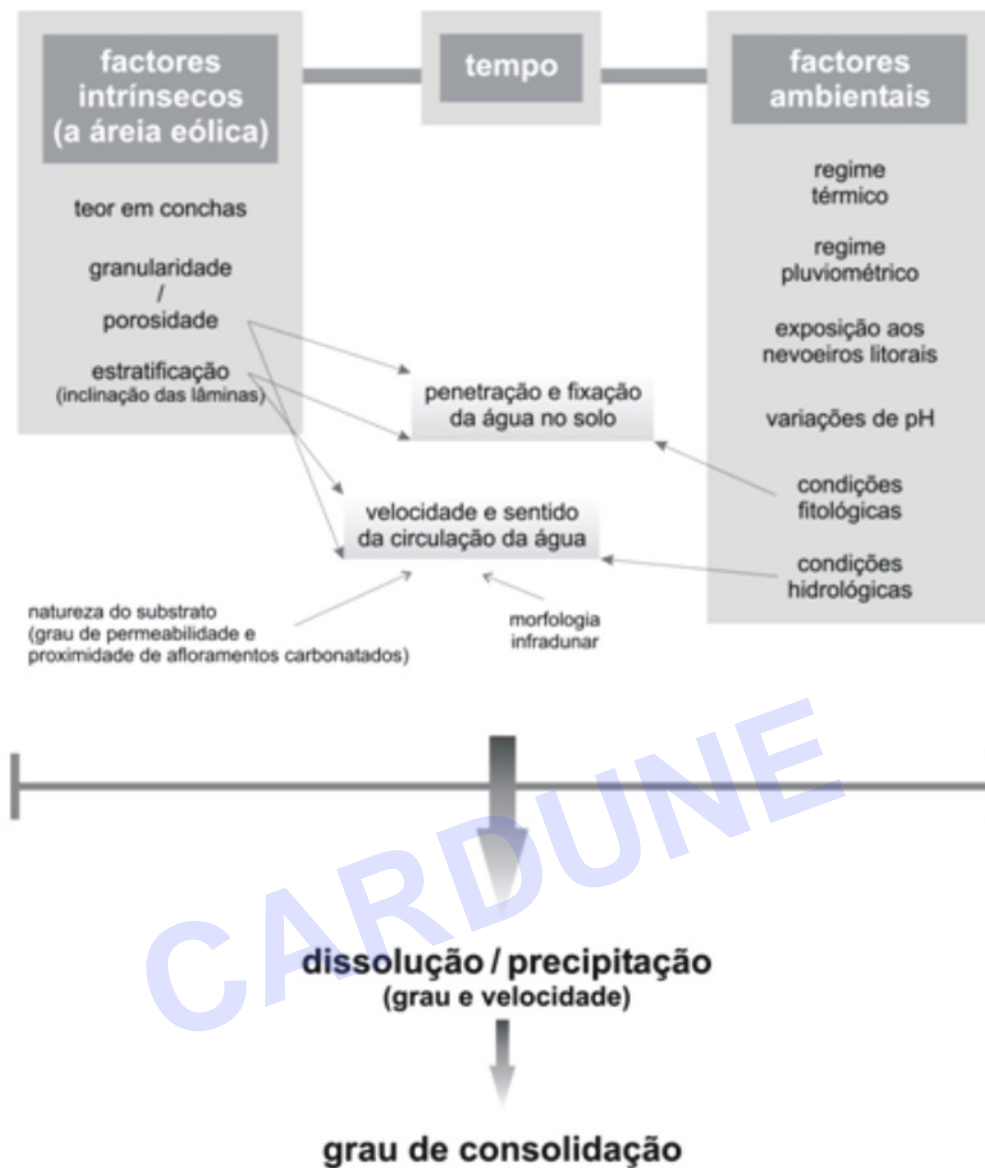 factores
intrínsecos
(a áreia eólica)
teor em conchas
granularidade
/
porosidade
estratificação
(inclinação das lâminas)
tempo
factores
ambientais
regime
térmico
regime
pluviométrico
exposição aos
nevoeiros litorais
variações de pH
condições
fitológicas
condições
hidrológicas
penetração e fixação
da água no solo
velocidade e sentido
da circulação da água
natureza do substrato
(grau de permeabilidade e
proximidade de afloramentos carbonatados)
morfologia
infradunar
CARDUNE
dissolução / precipitação
(grau e velocidade)
grau de consolidação